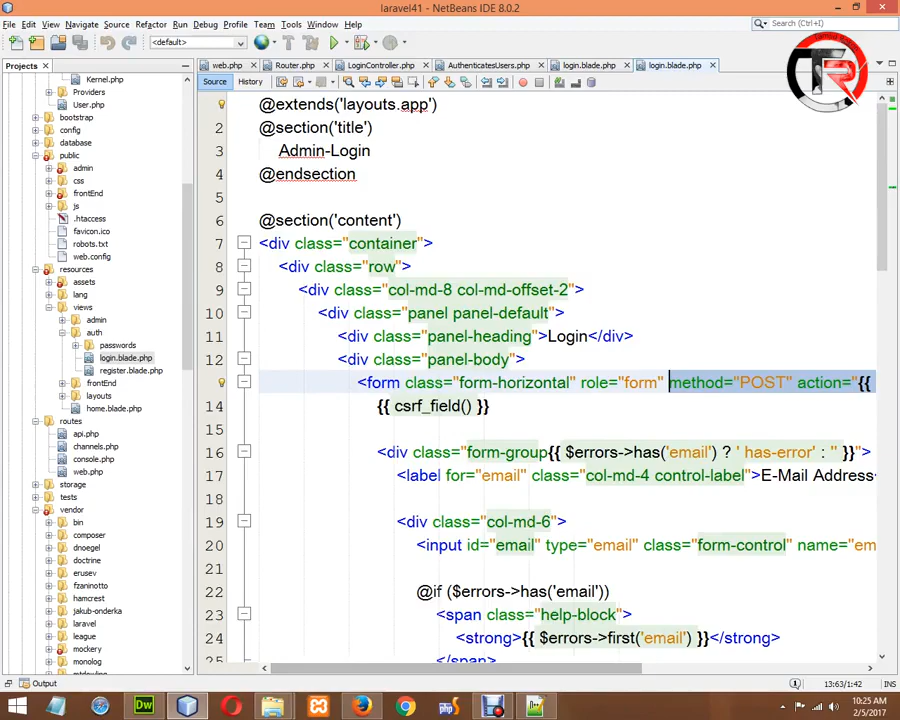 laravel41 - NetBeans IDE 8.0.2
File Edit View Navigate Source Refactor Run Debug Profile Team Tools Window Help
Search (Ctrl+I)
<default>
Projects
web.php Router.php LoginController.php AuthenticatesUsers.php login.blade.php login.blade.php
Source History
Kernel.php
Providers
User.php
bootstrap
config
database
public
admin
css
frontEnd
js
.htaccess
favicon.ico
robots.txt
web.config
resources
assets
lang
views
admin
auth
passwords
login.blade.php
register.blade.php
frontEnd
layouts
home.blade.php
routes
api.php
channels.php
console.php
web.php
storage
tests
vendor
bin
composer
dnoegel
doctrine
erusev
fzaninotto
hamcrest
jakub-onderka
laravel
league
mockery
monolog
mtdowling
@extends('layouts.app')
2 @section('title')
3 Admin-Login
4 @endsection
5
6 @section('content')
7 <div class="container">
8 <div class="row">
9 <div class="col-md-8 col-md-offset-2">
10 <div class="panel panel-default">
11 <div class="panel-heading">Login</div>
12 <div class="panel-body">
<form class="form-horizontal" role="form" method="POST" action="{{
14 {{ csrf_field() }}
15
16 <div class="form-group{{ $errors->has('email') ? ' has-error' : '' }}">
17 <label for="email" class="col-md-4 control-label">E-Mail Address<
18
19 <div class="col-md-6">
20 <input id="email" type="email" class="form-control" name="em
21
22 @if ($errors->has('email'))
23 <span class="help-block">
24 <strong>{{ $errors->first('email') }}</strong>
25 </span>
Output
13:63/1:42 INS
10:25 AM
2/5/2017